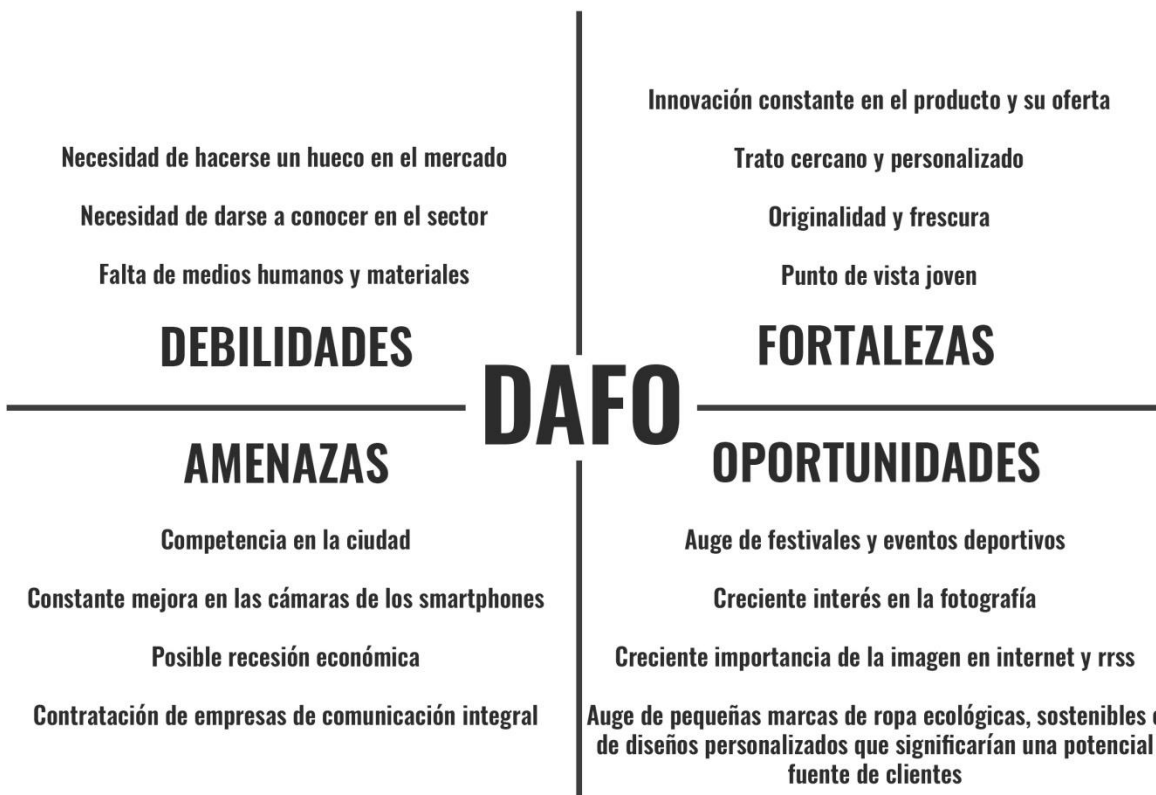 Necesidad de hacerse un hueco en el mercado
Necesidad de darse a conocer en el sector
Falta de medios humanos y materiales
DEBILIDADES
Innovación constante en el producto y su oferta
Trato cercano y personalizado
Originalidad y frescura
Punto de vista joven
FORTALEZAS
DAFO
AMENAZAS
Competencia en la ciudad
Constante mejora en las cámaras de los smartphones
Posible recesión económica
Contratación de empresas de comunicación integral
OPORTUNIDADES
Auge de festivales y eventos deportivos
Creciente interés en la fotografía
Creciente importancia de la imagen en internet y rrss
Auge de pequeñas marcas de ropa ecológicas, sostenibles
de diseños personalizados que significarían una potencial
fuente de clientes